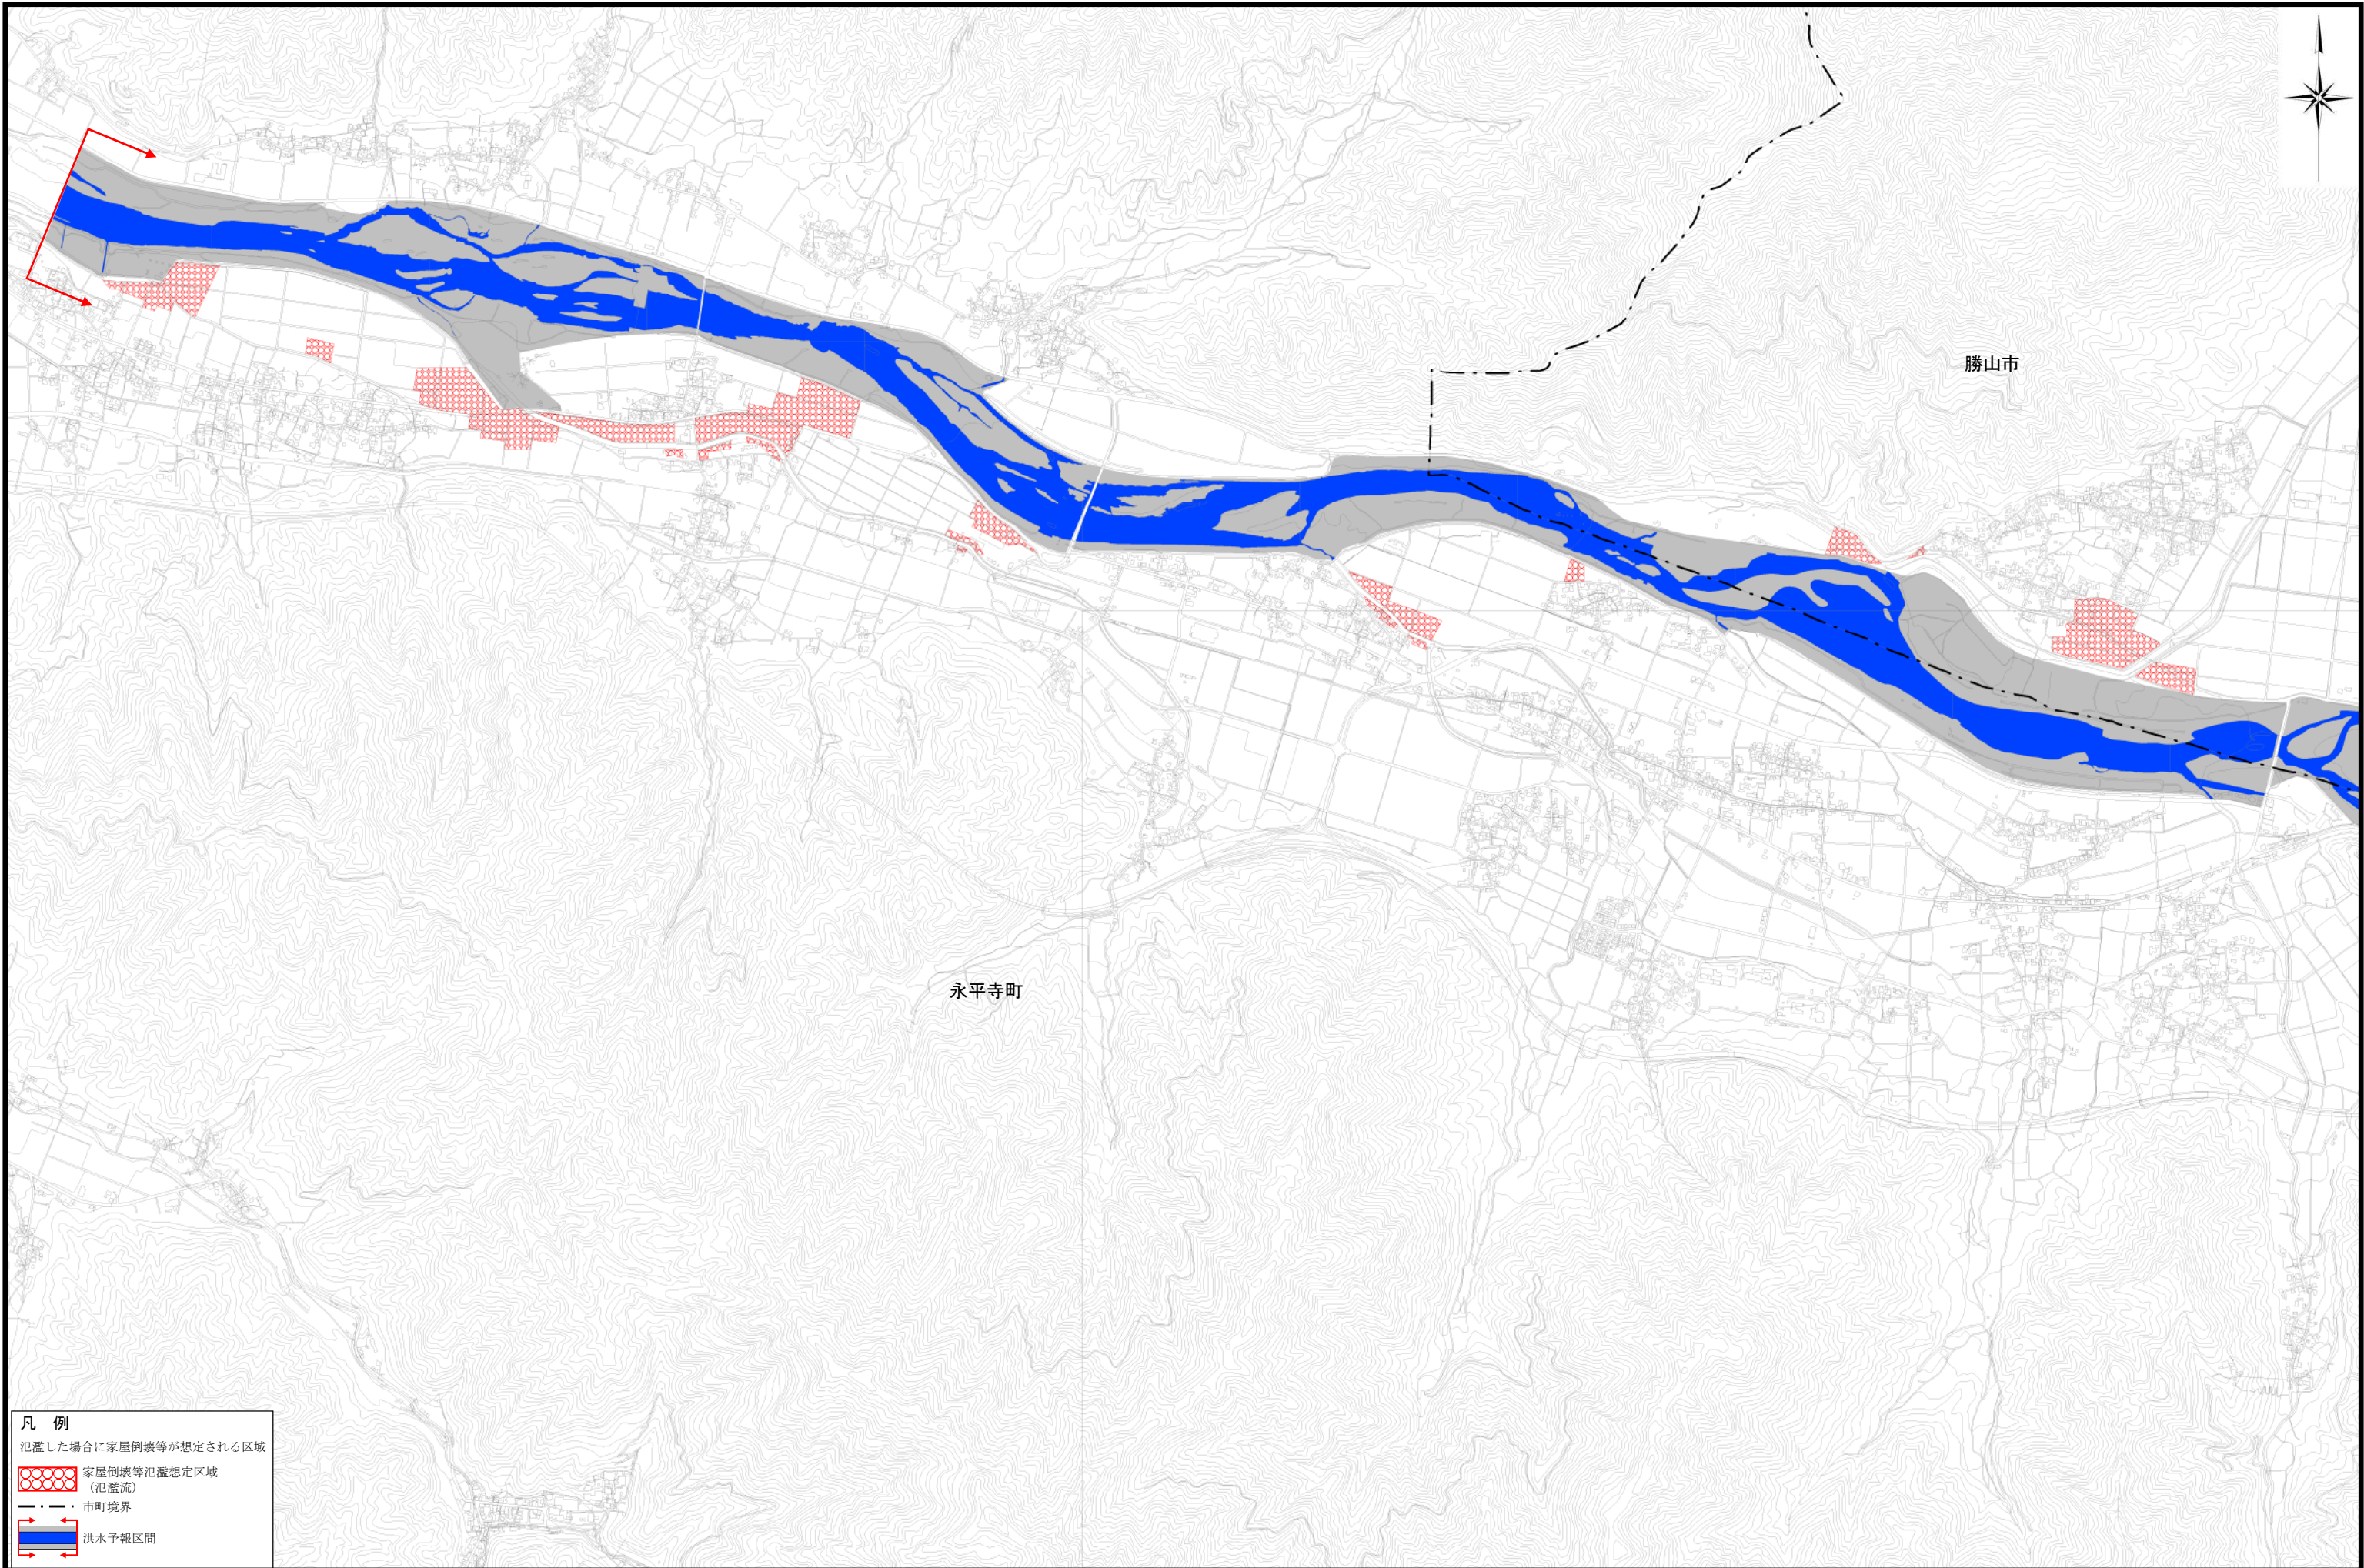 勝山市
永平寺町
凡 例
氾濫した場合に家屋倒壊等が想定される区域
家屋倒壊等氾濫想定区域
(氾濫流)
市町境界
洪水予報区間